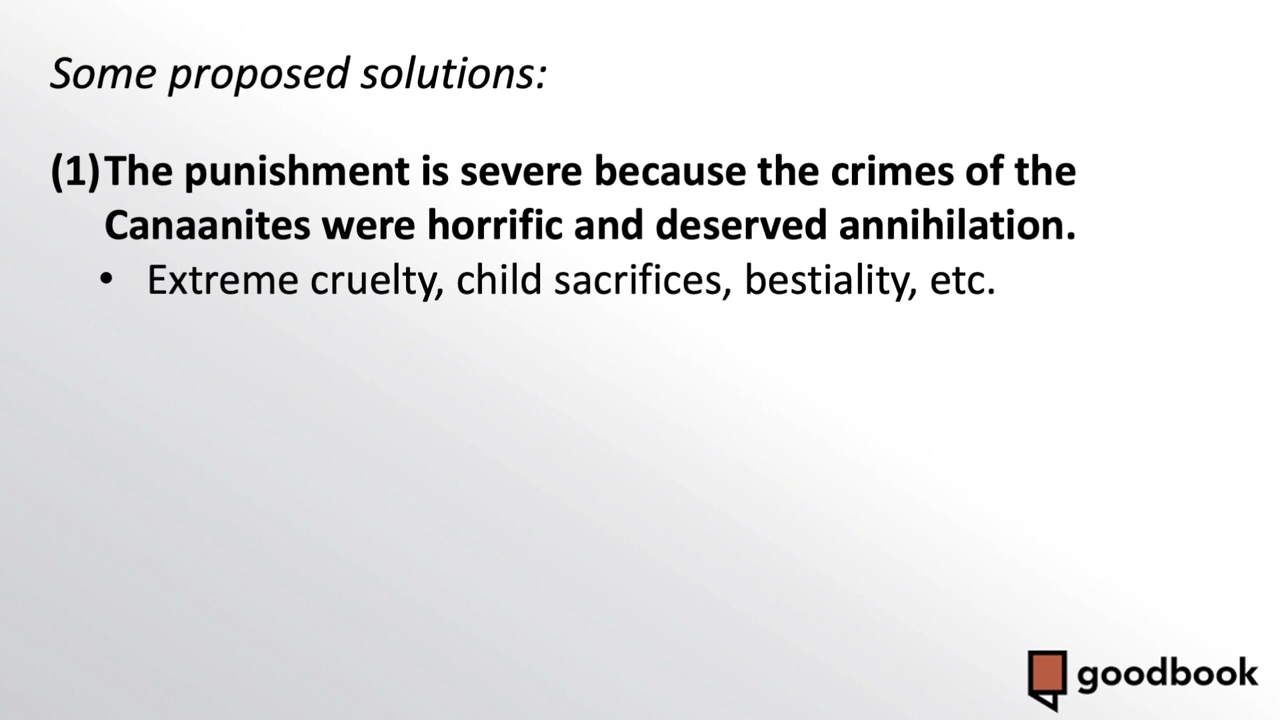 Some proposed solutions:
(1) The punishment is severe because the crimes of the
Canaanites were horrific and deserved annihilation.
• Extreme cruelty, child sacrifices, bestiality, etc.
goodbook